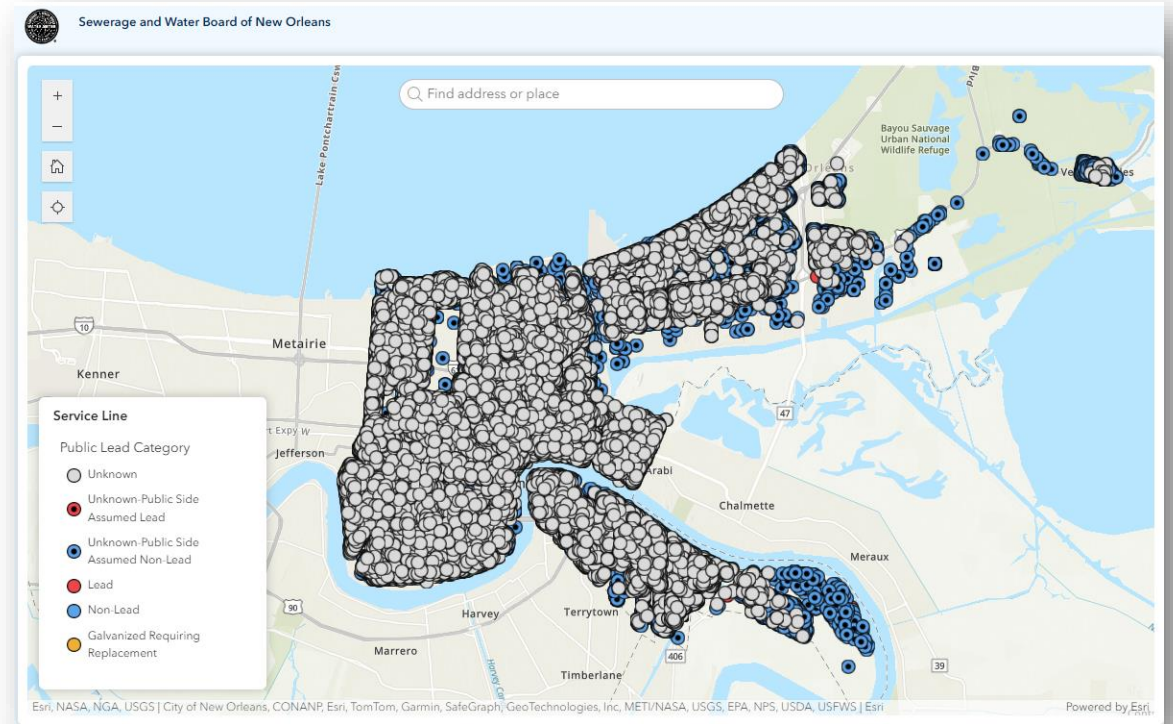 Sewerage and Water Board of New Orleans
+
Find address or place
−
Lake Pontchartrain Csw
Blvd
Bayou Sauvage
Urban National
Wildlife Refuge
Orleans
10
Metairie
Kenner
Service Line
Public Lead Category
Unknown
Unknown-Public Side
Assumed Lead
Unknown-Public Side
Assumed Non-Lead
Lead
Non-Lead
Galvanized Requiring
Replacement
Expy W
Jefferson
47
Arabi
Chalmette
Meraux
90
Harvey
Terrytown
Marrero
406
39
Timberlane
Esri, NASA, NGA, USGS | City of New Orleans, CONANP, Esri, TomTom, Garmin, SafeGraph, GeoTechnologies, Inc, METI/NASA, USGS, EPA, NPS, USDA, USFWS | Esri
Powered by Esri